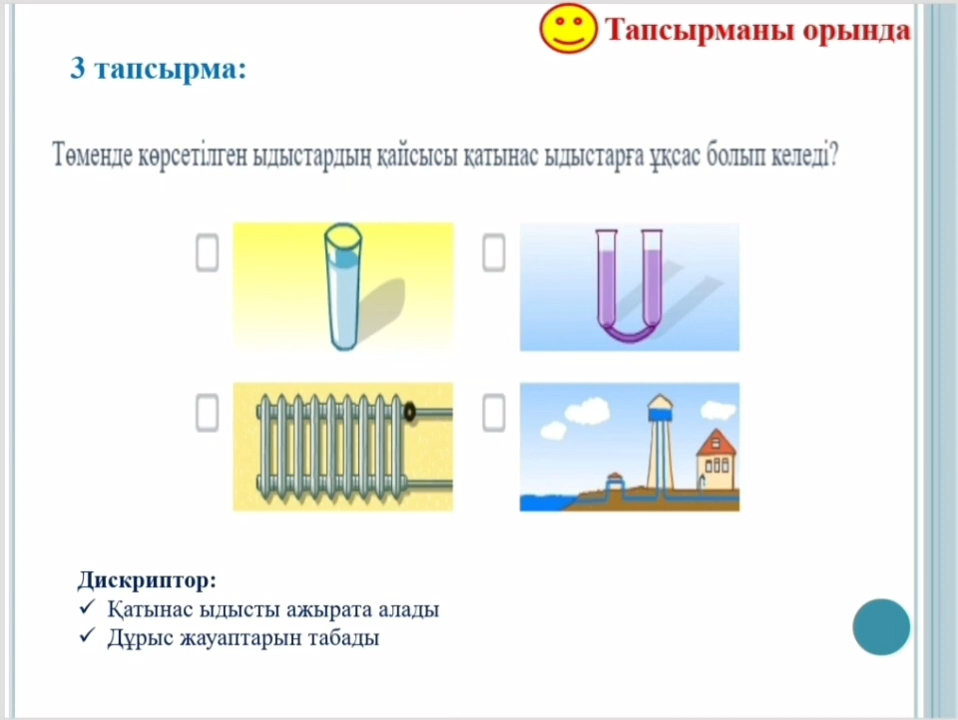 Тапсырманы орында
3 тапсырма:
Төменде көрсетілген ыдыстардың қайсысы қатынас ыдыстарға ұқсас болып келеді?
Дискриптор:
✓ Қатынас ыдысты ажырата алады
✓ Дұрыс жауаптарын табады